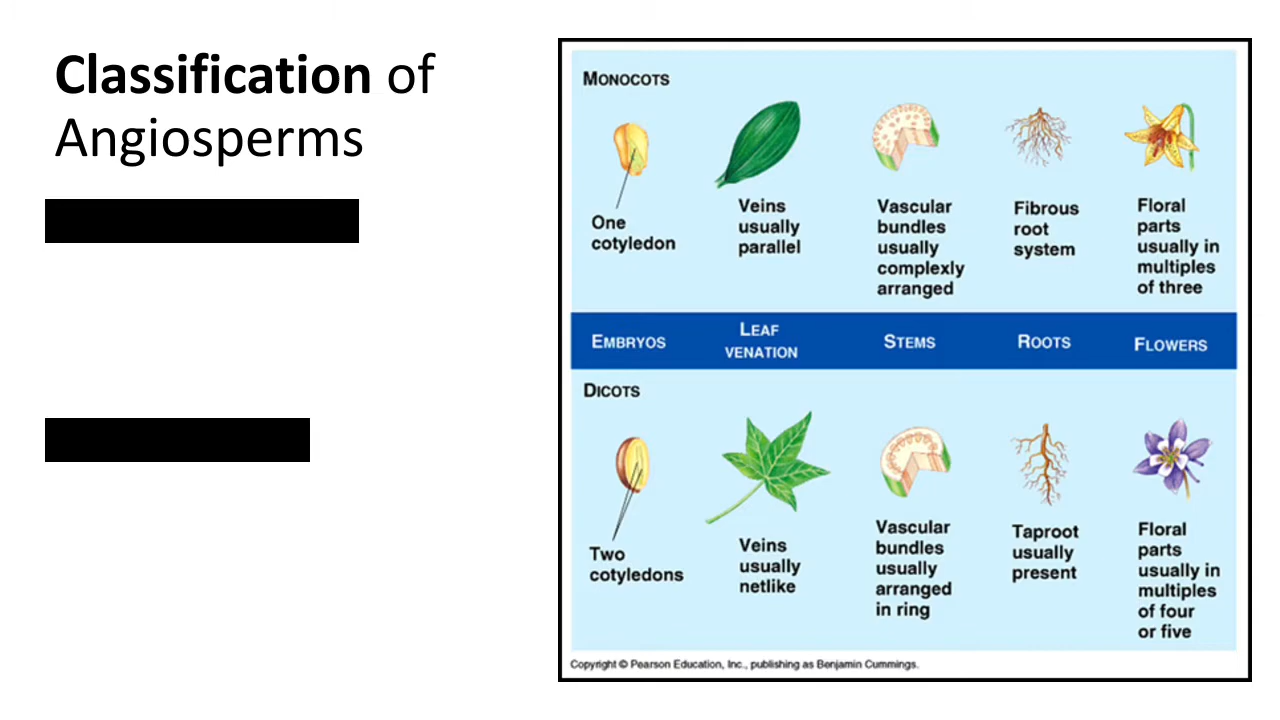 Classification of
Angiosperms
MONOCOTS
One
cotyledon
Veins
usually
parallel
Vascular
bundles
usually
complexly
arranged
Fibrous
root
system
Floral
parts
usually in
multiples
of three
EMBRYOS
LEAF
VENATION
STEMS
ROOTS
FLOWERS
DICOTS
Two
cotyledons
Veins
usually
netlike
Vascular
bundles
usually
arranged
in ring
Taproot
usually
present
Floral
parts
usually in
multiples
of four
or five
Copyright © Pearson Education, Inc., publishing as Benjamin Cummings.